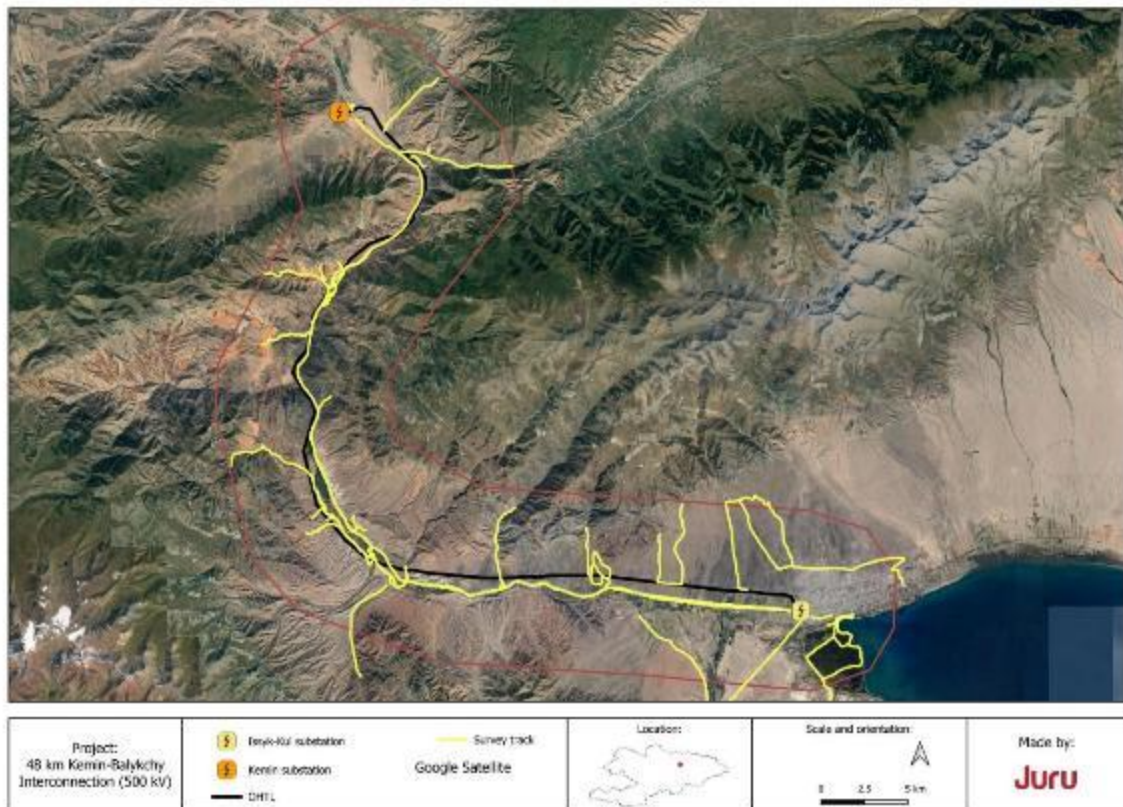 Project:
48 km Kemin-Balykchy
Interconnection (500 kV)
Issyk-Kul substation
Kemin substation
OHTL
Survey track
Google Satellite
Location:
Scale and orientation:
0 2.5 5 km
Made by:
Juru